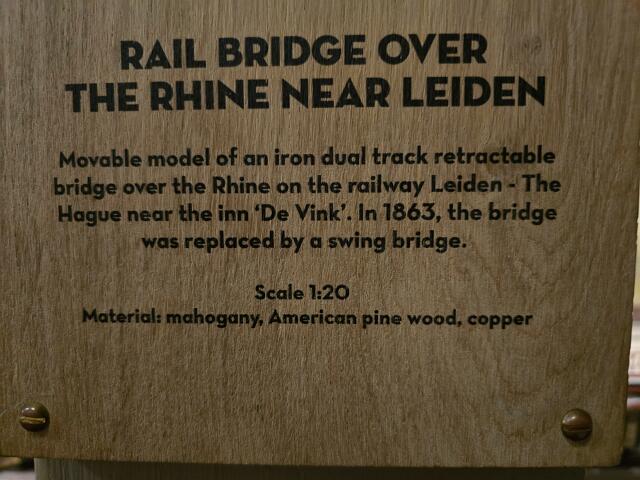 RAIL BRIDGE OVER
THE RHINE NEAR LEIDEN
Movable model of an iron dual track retractable
bridge over the Rhine on the railway Leiden - The
Hague near the inn ‘De Vink’. In 1863, the bridge
was replaced by a swing bridge.
Scale 1:20
Material: mahogany, American pine wood, copper